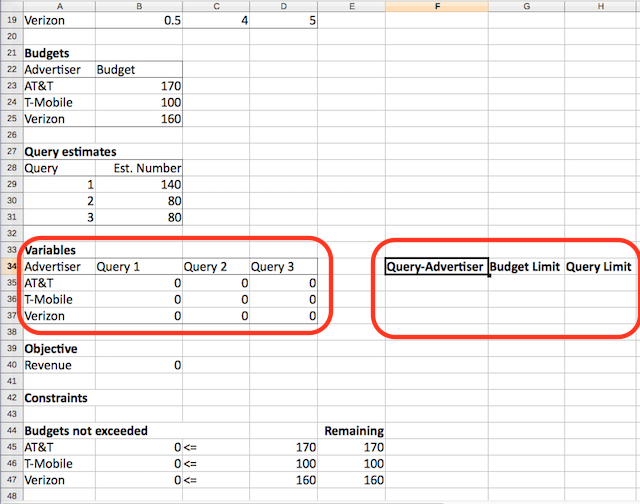 A B C D E F G H
19 Verizon 0.5 4 5
20
21 Budgets
22 Advertiser Budget
23 AT&T 170
24 T-Mobile 100
25 Verizon 160
26
27 Query estimates
28 Query Est. Number
29 1 140
30 2 80
31 3 80
32
33 Variables
34 Advertiser Query 1 Query 2 Query 3 Query-Advertiser Budget Limit Query Limit
35 AT&T 0 0 0
36 T-Mobile 0 0 0
37 Verizon 0 0 0
38
39 Objective
40 Revenue 0
41
42 Constraints
43
44 Budgets not exceeded Remaining
45 AT&T 0 <= 170 170
46 T-Mobile 0 <= 100 100
47 Verizon 0 <= 160 160
48